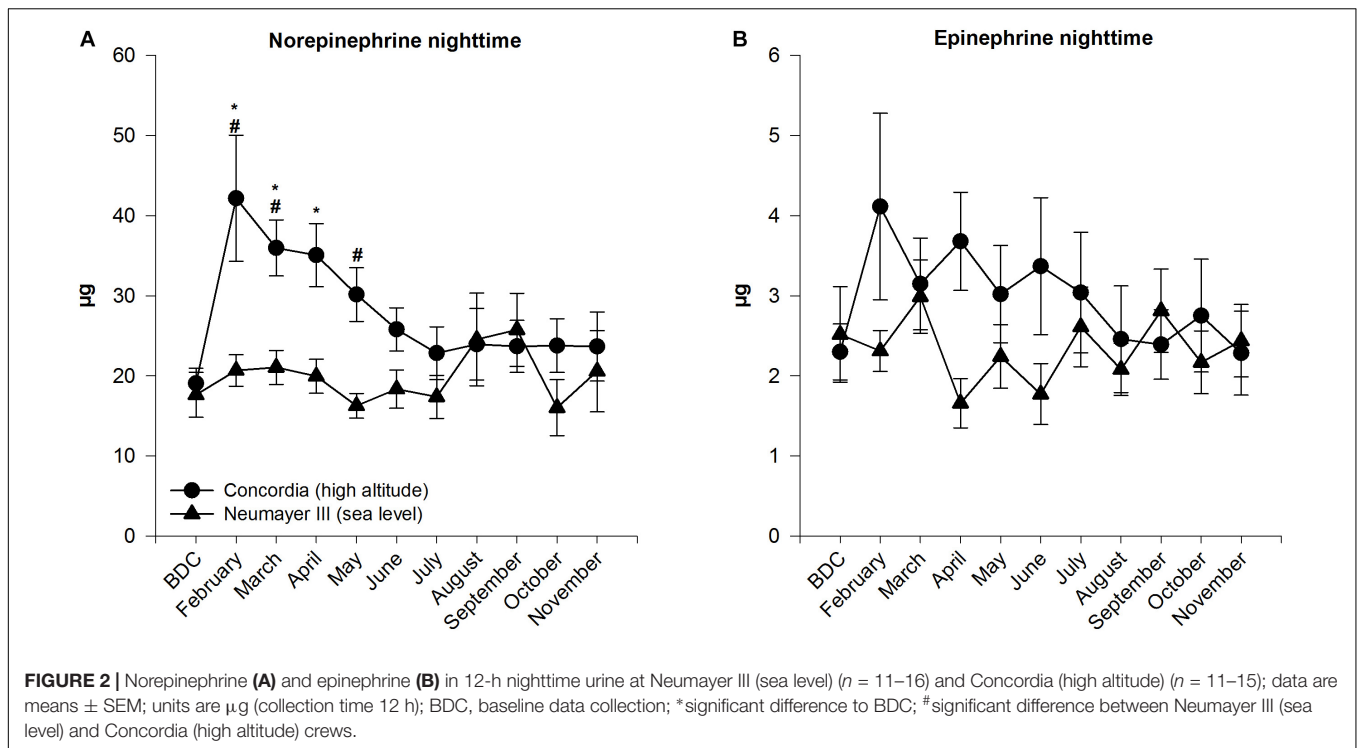 A
Norepinephrine nighttime
60
50
40
30
20
10
0
µg
*
#
*
#
*
#
Concordia (high altitude)
Neumayer III (sea level)
BDC
February
March
April
May
June
July
August
September
October
November
B
Epinephrine nighttime
6
5
4
3
2
1
0
µg
BDC
February
March
April
May
June
July
August
September
October
November
FIGURE 2 | Norepinephrine (A) and epinephrine (B) in 12-h nighttime urine at Neumayer III (sea level) (n = 11–16) and Concordia (high altitude) (n = 11–15); data are
means ± SEM; units are µg (collection time 12 h); BDC, baseline data collection; *significant difference to BDC; #significant difference between Neumayer III (sea
level) and Concordia (high altitude) crews.